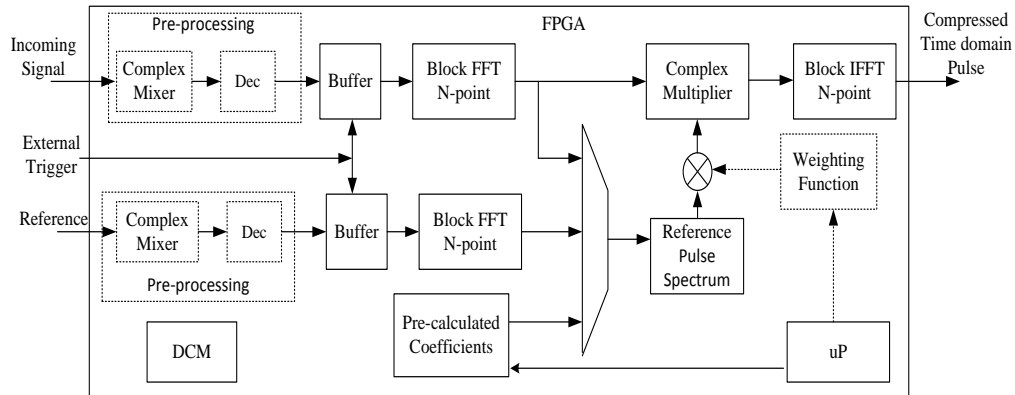 Pre-processing
FPGA
Compressed
Time domain
Pulse
Incoming
Signal
Complex
Mixer
Dec
Buffer
Block FFT
N-point
Complex
Multiplier
Block IFFT
N-point
External
Trigger
Weighting
Function
Reference
Complex
Mixer
Dec
Buffer
Block FFT
N-point
Reference
Pulse
Spectrum
Pre-processing
DCM
Pre-calculated
Coefficients
uP